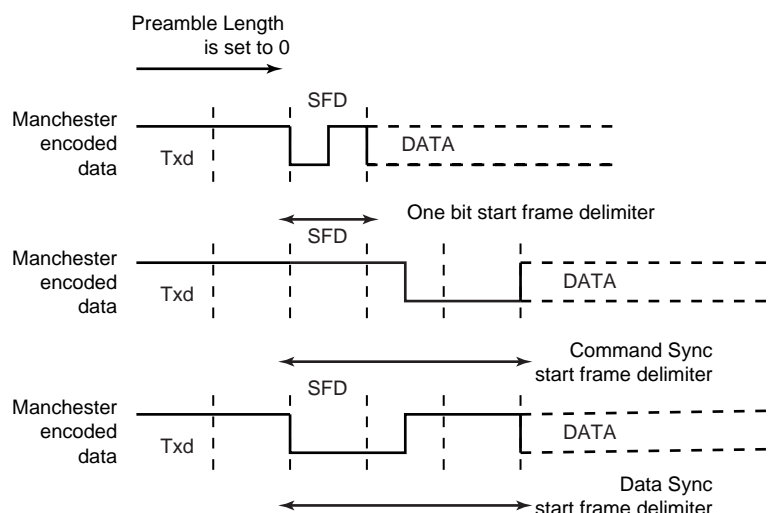 Preamble Length
is set to 0
SFD
Manchester
encoded
data
Txd
DATA
One bit start frame delimiter
SFD
Manchester
encoded
data
Txd
DATA
Command Sync
start frame delimiter
SFD
Manchester
encoded
data
Txd
DATA
Data Sync
start frame delimiter